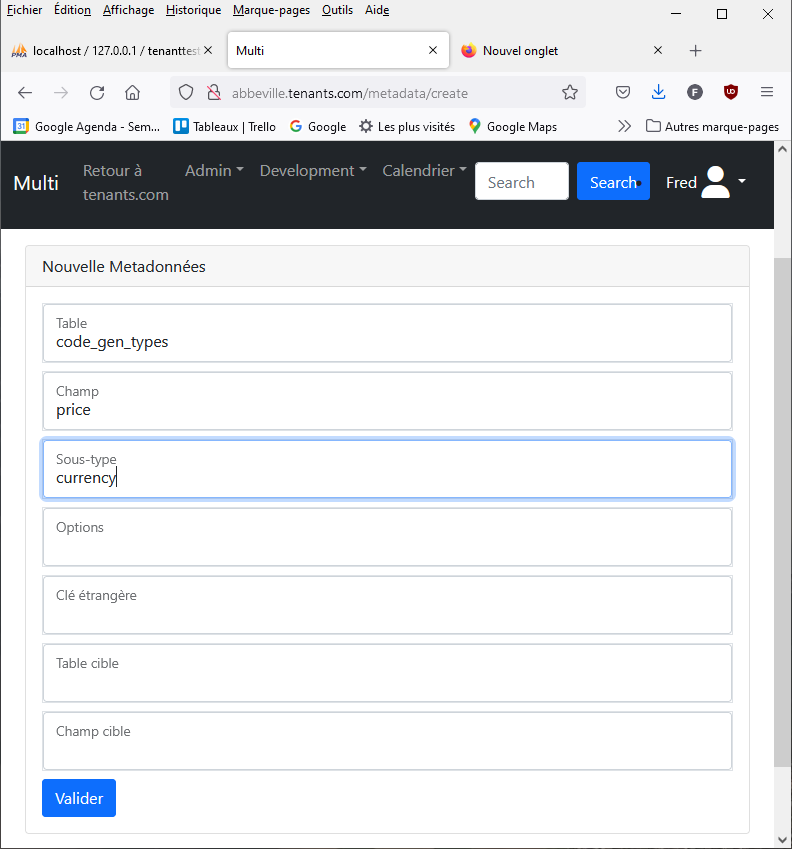 Fichier Édition Affichage Historique Marque-pages Outils Aide
localhost / 127.0.0.1 / tenanttest
Multi
Nouvel onglet
abbeville.tenants.com/metadata/create
Google Agenda - Sem... Tableaux | Trello Google Les plus visités Google Maps Autres marque-pages
Multi
Retour à
tenants.com
Admin Development Calendrier Search Search Fred
Nouvelle Metadonnées
Table
code_gen_types
Champ
price
Sous-type
currency
Options
Clé étrangère
Table cible
Champ cible
Valider